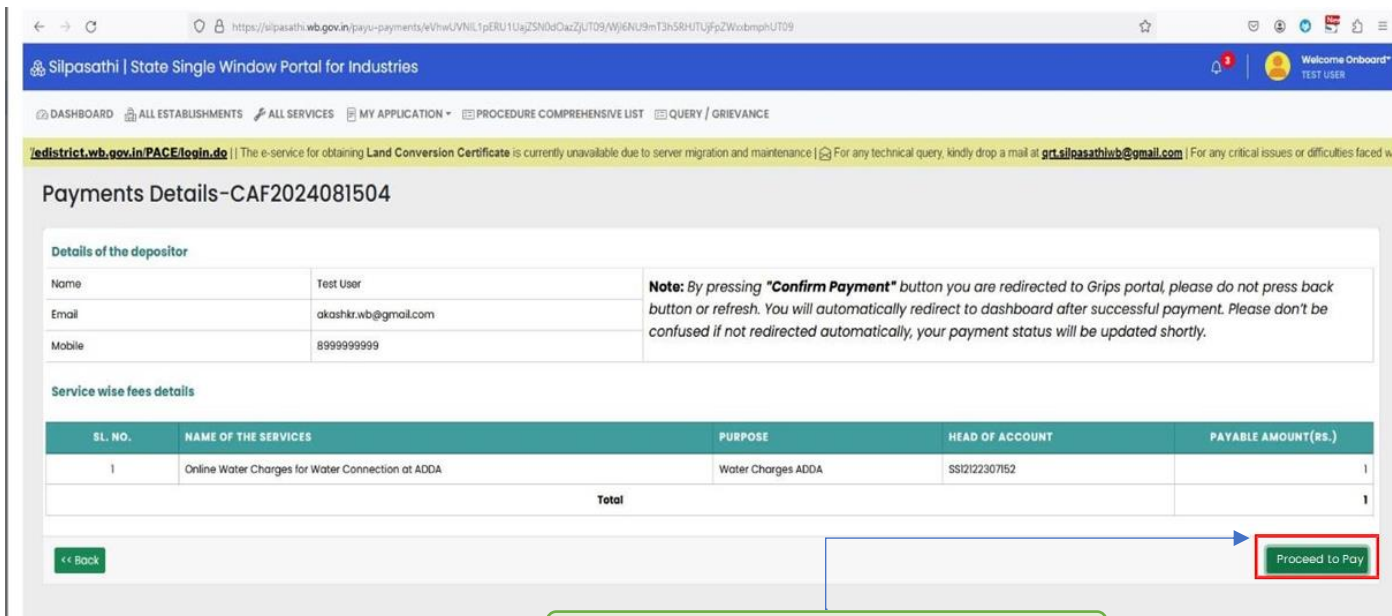 https://silpasathi.wb.gov.in/payu-payments/
Silpasathi | State Single Window Portal for Industries
3
Welcome Onboard
TEST USER
DASHBOARD ALL ESTABLISHMENTS ALL SERVICES MY APPLICATION PROCEDURE COMPREHENSIVE LIST QUERY / GRIEVANCE
edistrict.wb.gov.in/PACE/login.do || The e-service for obtaining Land Conversion Certificate is currently unavailable due to server migration and maintenance | For any technical query, kindly drop a mail at grt.silpasathiwb@gmail.com | For any critical issues or difficulties faced w
Payments Details-CAF2024081504
Details of the depositor
Name Test User
Email akashkr.wb@gmail.com
Mobile 8999999999
Note: By pressing "Confirm Payment" button you are redirected to Grips portal, please do not press back
button or refresh. You will automatically redirect to dashboard after successful payment. Please don't be
confused if not redirected automatically, your payment status will be updated shortly.
Service wise fees details
SL. NO. NAME OF THE SERVICES PURPOSE HEAD OF ACCOUNT PAYABLE AMOUNT(RS.)
1 Online Water Charges for Water Connection at ADDA Water Charges ADDA SSI2122307152 1
Total 1
<< Back
Proceed to Pay